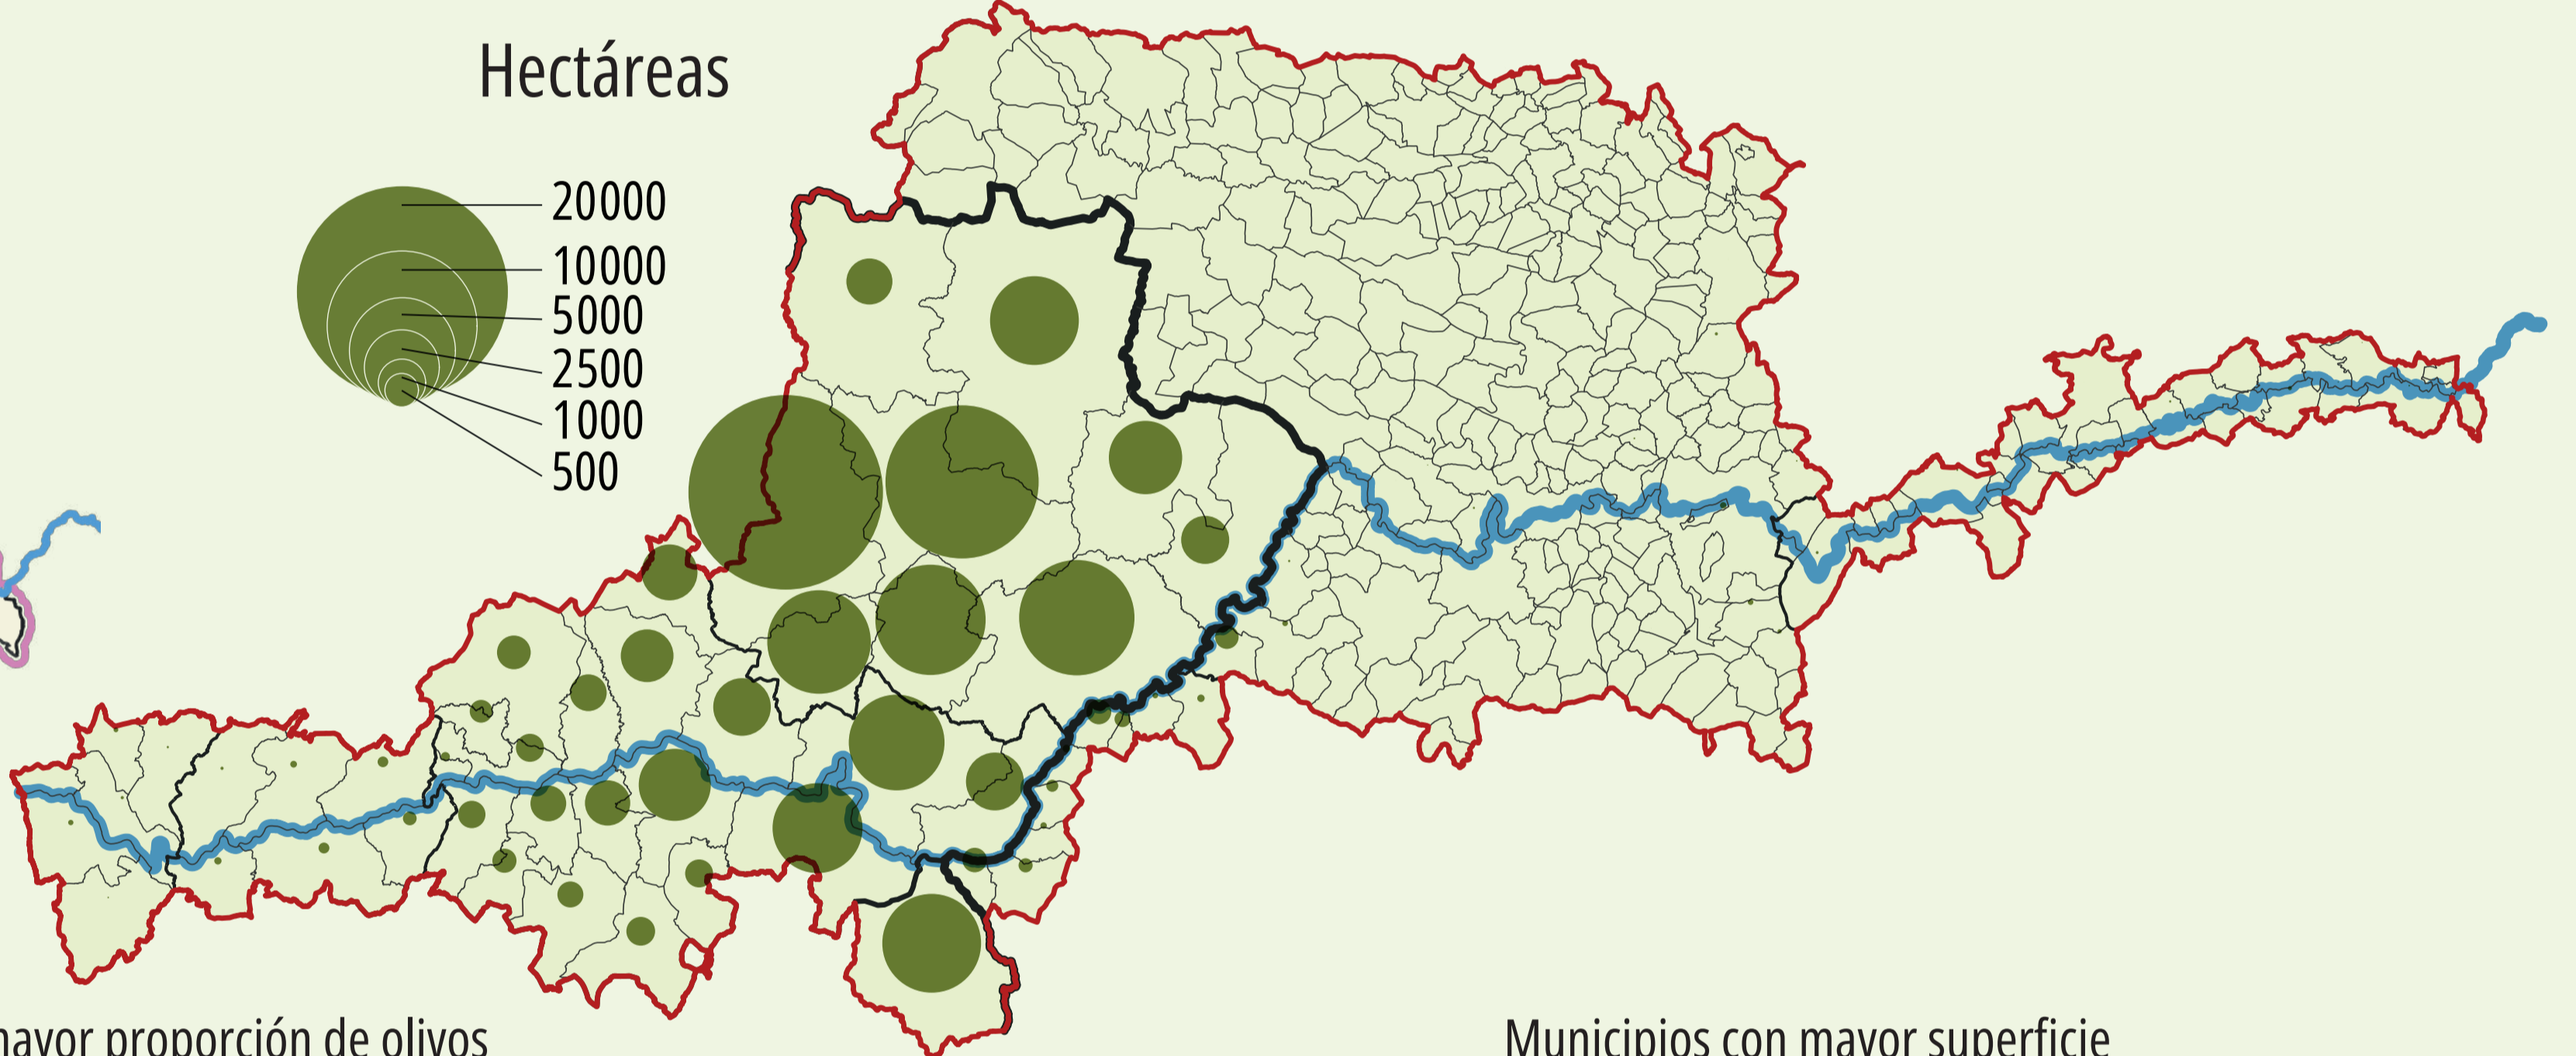 Hectáreas
20000
10000
5000
2500
1000
500
mayor proporción de olivos
Municipios con mayor superficie